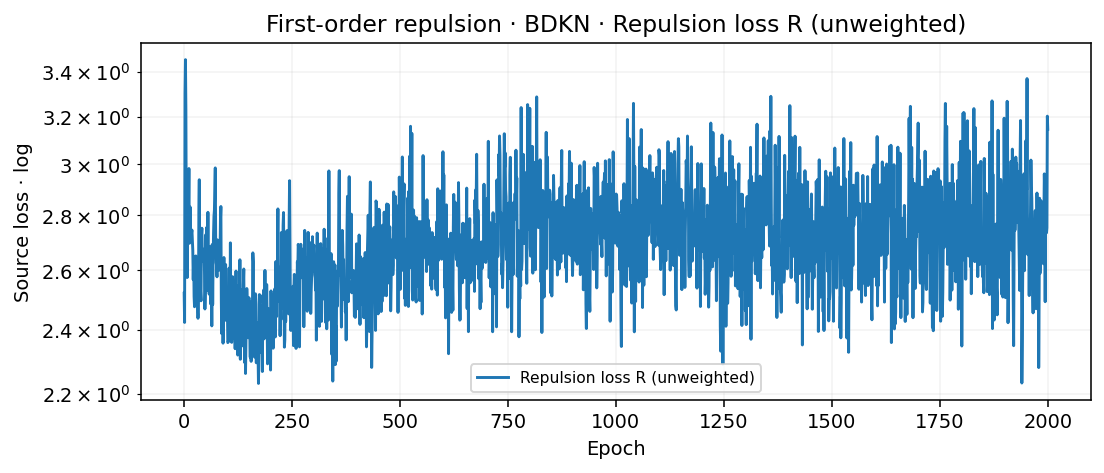 First-order repulsion · BDKN · Repulsion loss R (unweighted)
Source loss · log
3.4 × 10⁰
3.2 × 10⁰
3 × 10⁰
2.8 × 10⁰
2.6 × 10⁰
2.4 × 10⁰
2.2 × 10⁰
Repulsion loss R (unweighted)
0 250 500 750 1000 1250 1500 1750 2000
Epoch